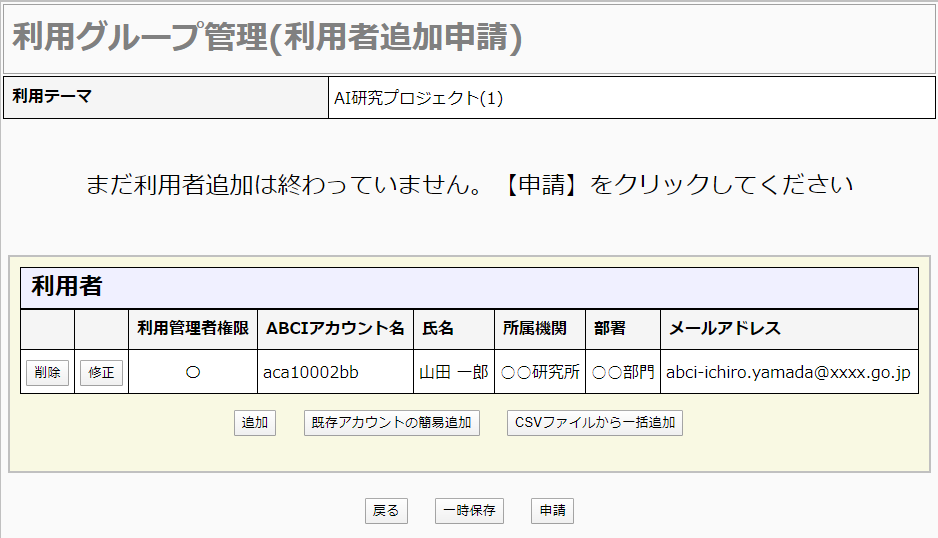 利用グループ管理(利用者追加申請)
利用テーマ AI研究プロジェクト(1)
まだ利用者追加は終わっていません。【申請】をクリックしてください
利用者
利用管理者権限 ABCIアカウント名 氏名 所属機関 部署 メールアドレス
削除 修正 〇 aca10002bb 山田 一郎 〇〇研究所 〇〇部門 abci-ichiro.yamada@xxxx.go.jp
追加 既存アカウントの簡易追加 CSVファイルから一括追加
戻る 一時保存 申請